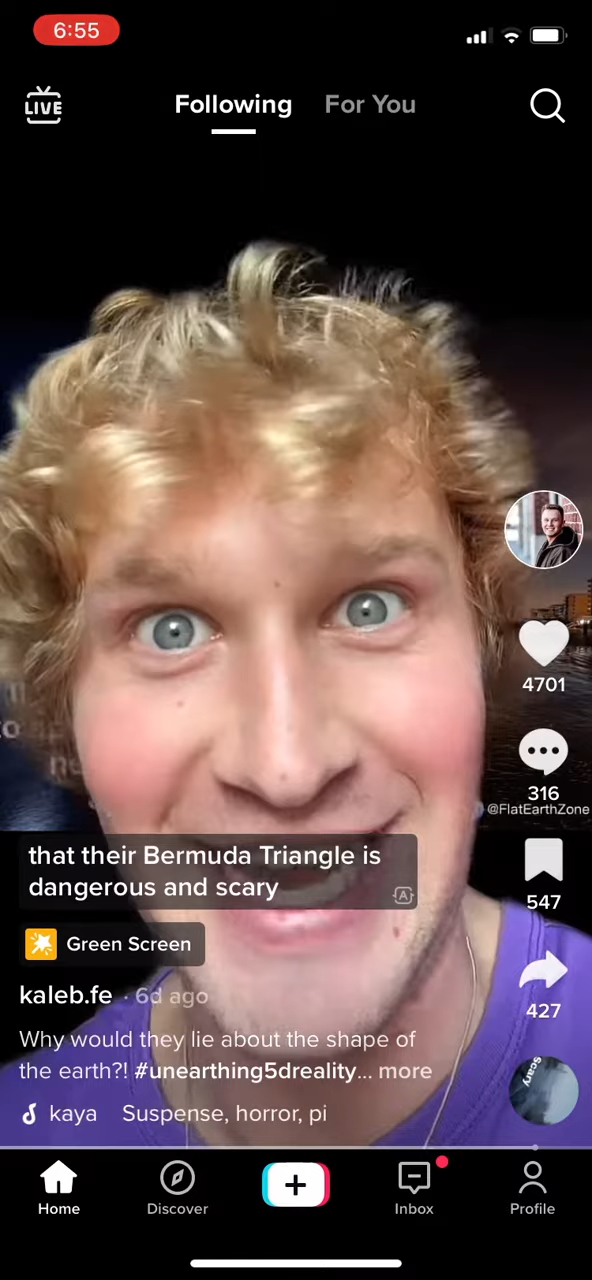 6:55
LIVE
Following For You
4701
316
@FlatEarthZone
that their Bermuda Triangle is
dangerous and scary
A
547
Green Screen
kaleb.fe · 6d ago
427
Why would they lie about the shape of
the earth?! #unearthing5dreality... more
scary
kaya Suspense, horror, pi
Home
Discover
Inbox
Profile